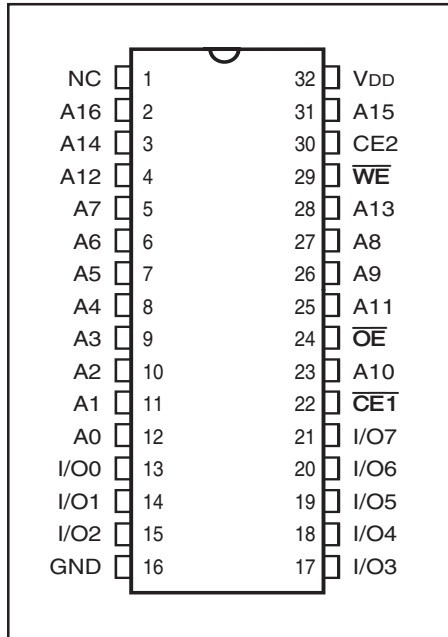 NC 1 32 VDD
A16 2 31 A15
A14 3 30 CE2
A12 4 29 W̅E̅
A7 5 28 A13
A6 6 27 A8
A5 7 26 A9
A4 8 25 A11
A3 9 24 O̅E̅
A2 10 23 A10
A1 11 22 C̅E̅1̅
A0 12 21 I/O7
I/O0 13 20 I/O6
I/O1 14 19 I/O5
I/O2 15 18 I/O4
GND 16 17 I/O3